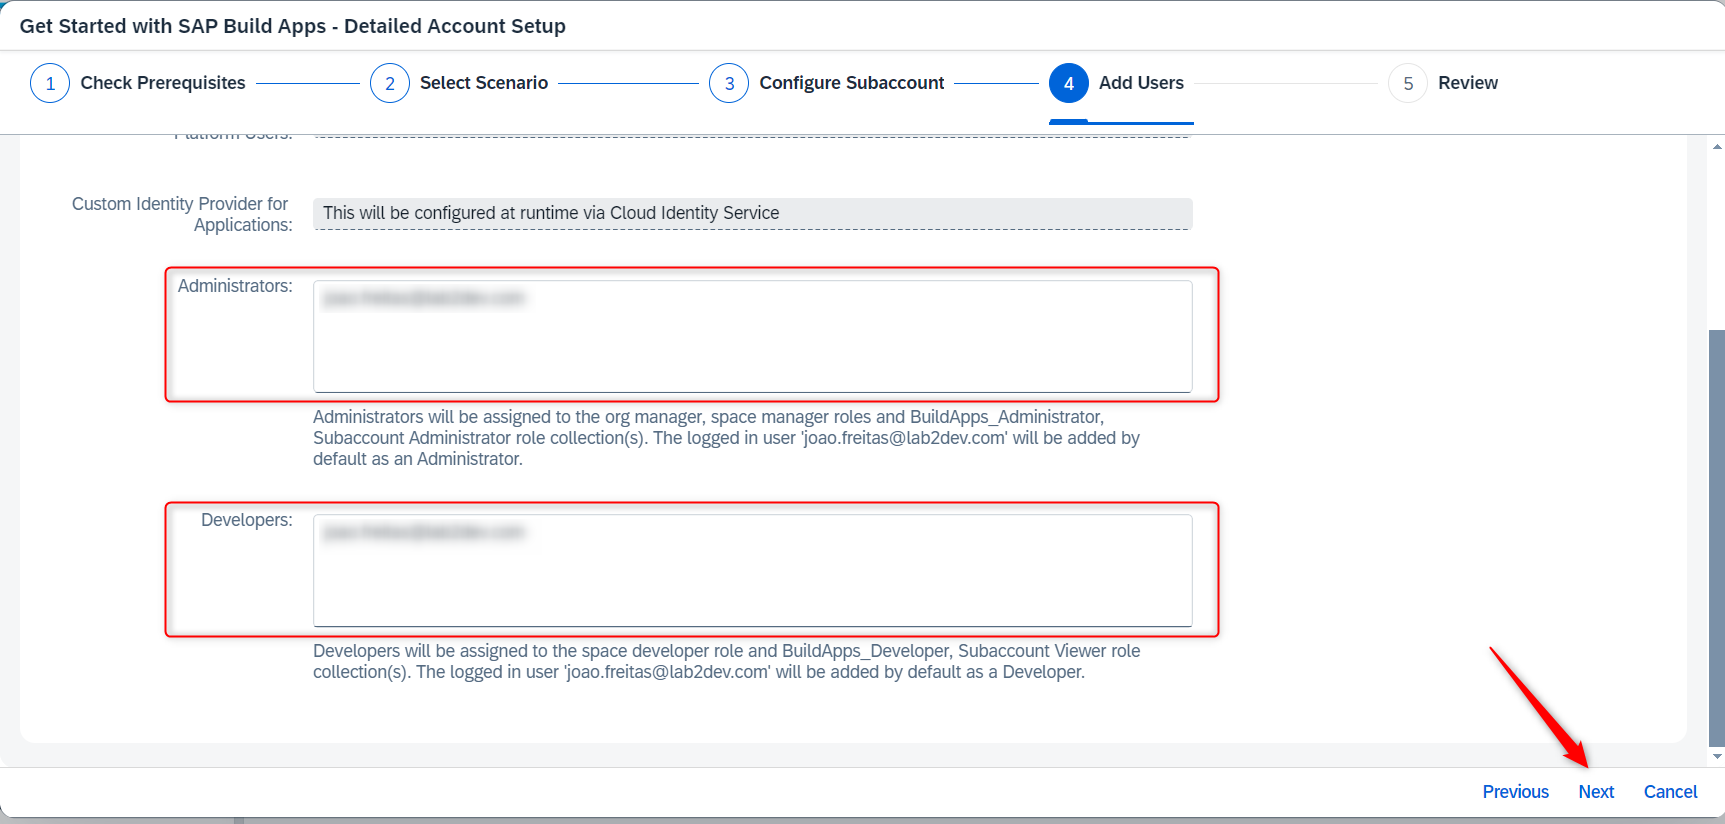 Get Started with SAP Build Apps - Detailed Account Setup
1 Check Prerequisites 2 Select Scenario 3 Configure Subaccount 4 Add Users 5 Review
Platform Users:
Custom Identity Provider for
Applications:
This will be configured at runtime via Cloud Identity Service
Administrators:
Administrators will be assigned to the org manager, space manager roles and BuildApps_Administrator,
Subaccount Administrator role collection(s). The logged in user 'joao.freitas@lab2dev.com' will be added by
default as an Administrator.
Developers:
Developers will be assigned to the space developer role and BuildApps_Developer, Subaccount Viewer role
collection(s). The logged in user 'joao.freitas@lab2dev.com' will be added by default as a Developer.
Previous Next Cancel